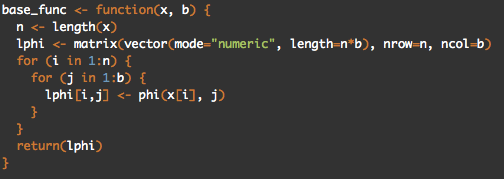 base_func <- function(x, b) {
  n <- length(x)
  lphi <- matrix(vector(mode="numeric", length=n*b), nrow=n, ncol=b)
  for (i in 1:n) {
    for (j in 1:b) {
      lphi[i,j] <- phi(x[i], j)
    }
  }
  return(lphi)
}